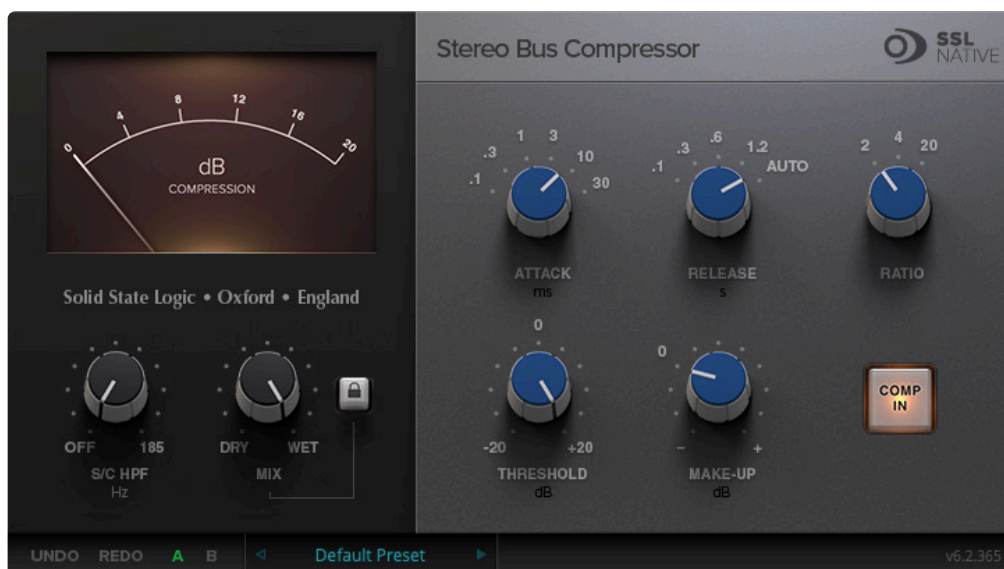 Stereo Bus Compressor
SSL
NATIVE
0 4 8 12 16 20
dB
COMPRESSION
Solid State Logic • Oxford • England
OFF 185
S/C HPF
Hz
DRY WET
MIX
.1 .3 1 3 10 30
ATTACK
ms
.1 .3 .6 1.2 AUTO
RELEASE
s
2 4 20
RATIO
0
-20 +20
THRESHOLD
dB
0
– +
MAKE-UP
dB
COMP
IN
UNDO REDO A B
Default Preset
v6.2.365